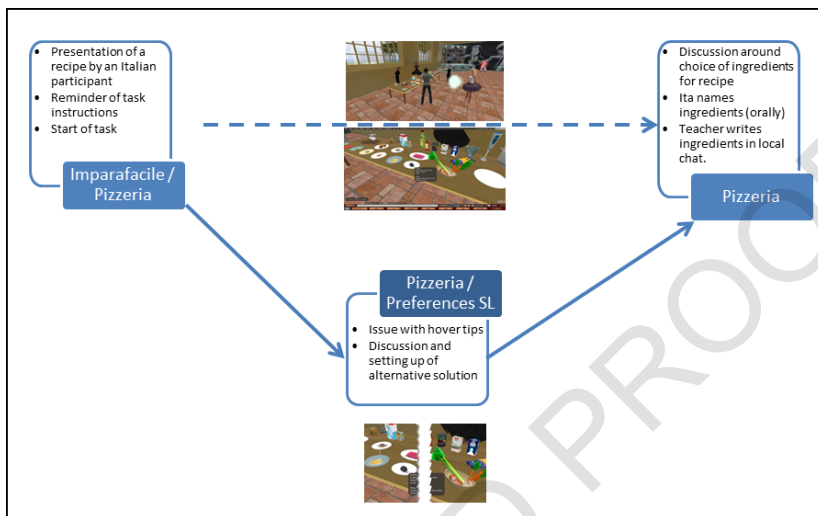 Presentation of a
recipe by an Italian
participant
Reminder of task
instructions
Start of task
Imparafacile /
Pizzeria
Discussion around
choice of ingredients
for recipe
Ita names
ingredients (orally)
Teacher writes
ingredients in local
chat.
Pizzeria
Pizzeria /
Preferences SL
Issue with hover tips
Discussion and
setting up of
alternative solution
D PROOF